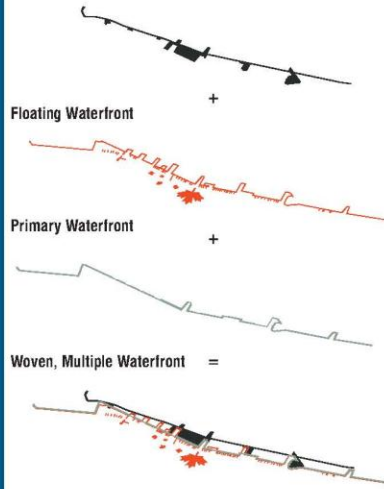 +
Floating Waterfront
Primary Waterfront
+
Woven, Multiple Waterfront =